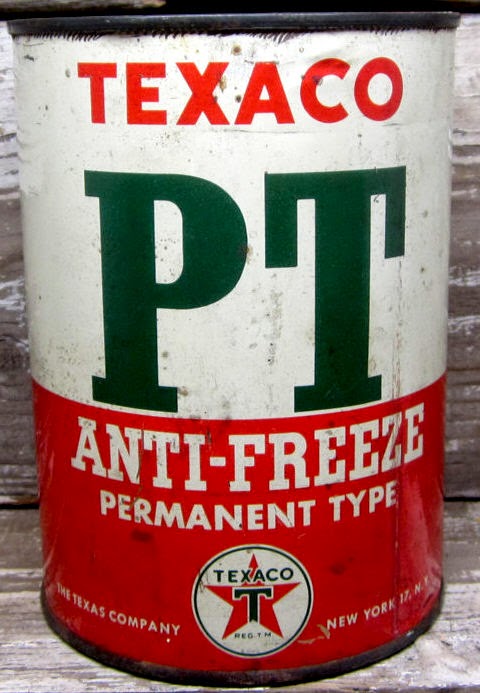 TEXACO
PT
ANTI-FREEZE
PERMANENT TYPE
TEXACO
T
REG. T.M.
THE TEXAS COMPANY
NEW YORK 17, N.Y.